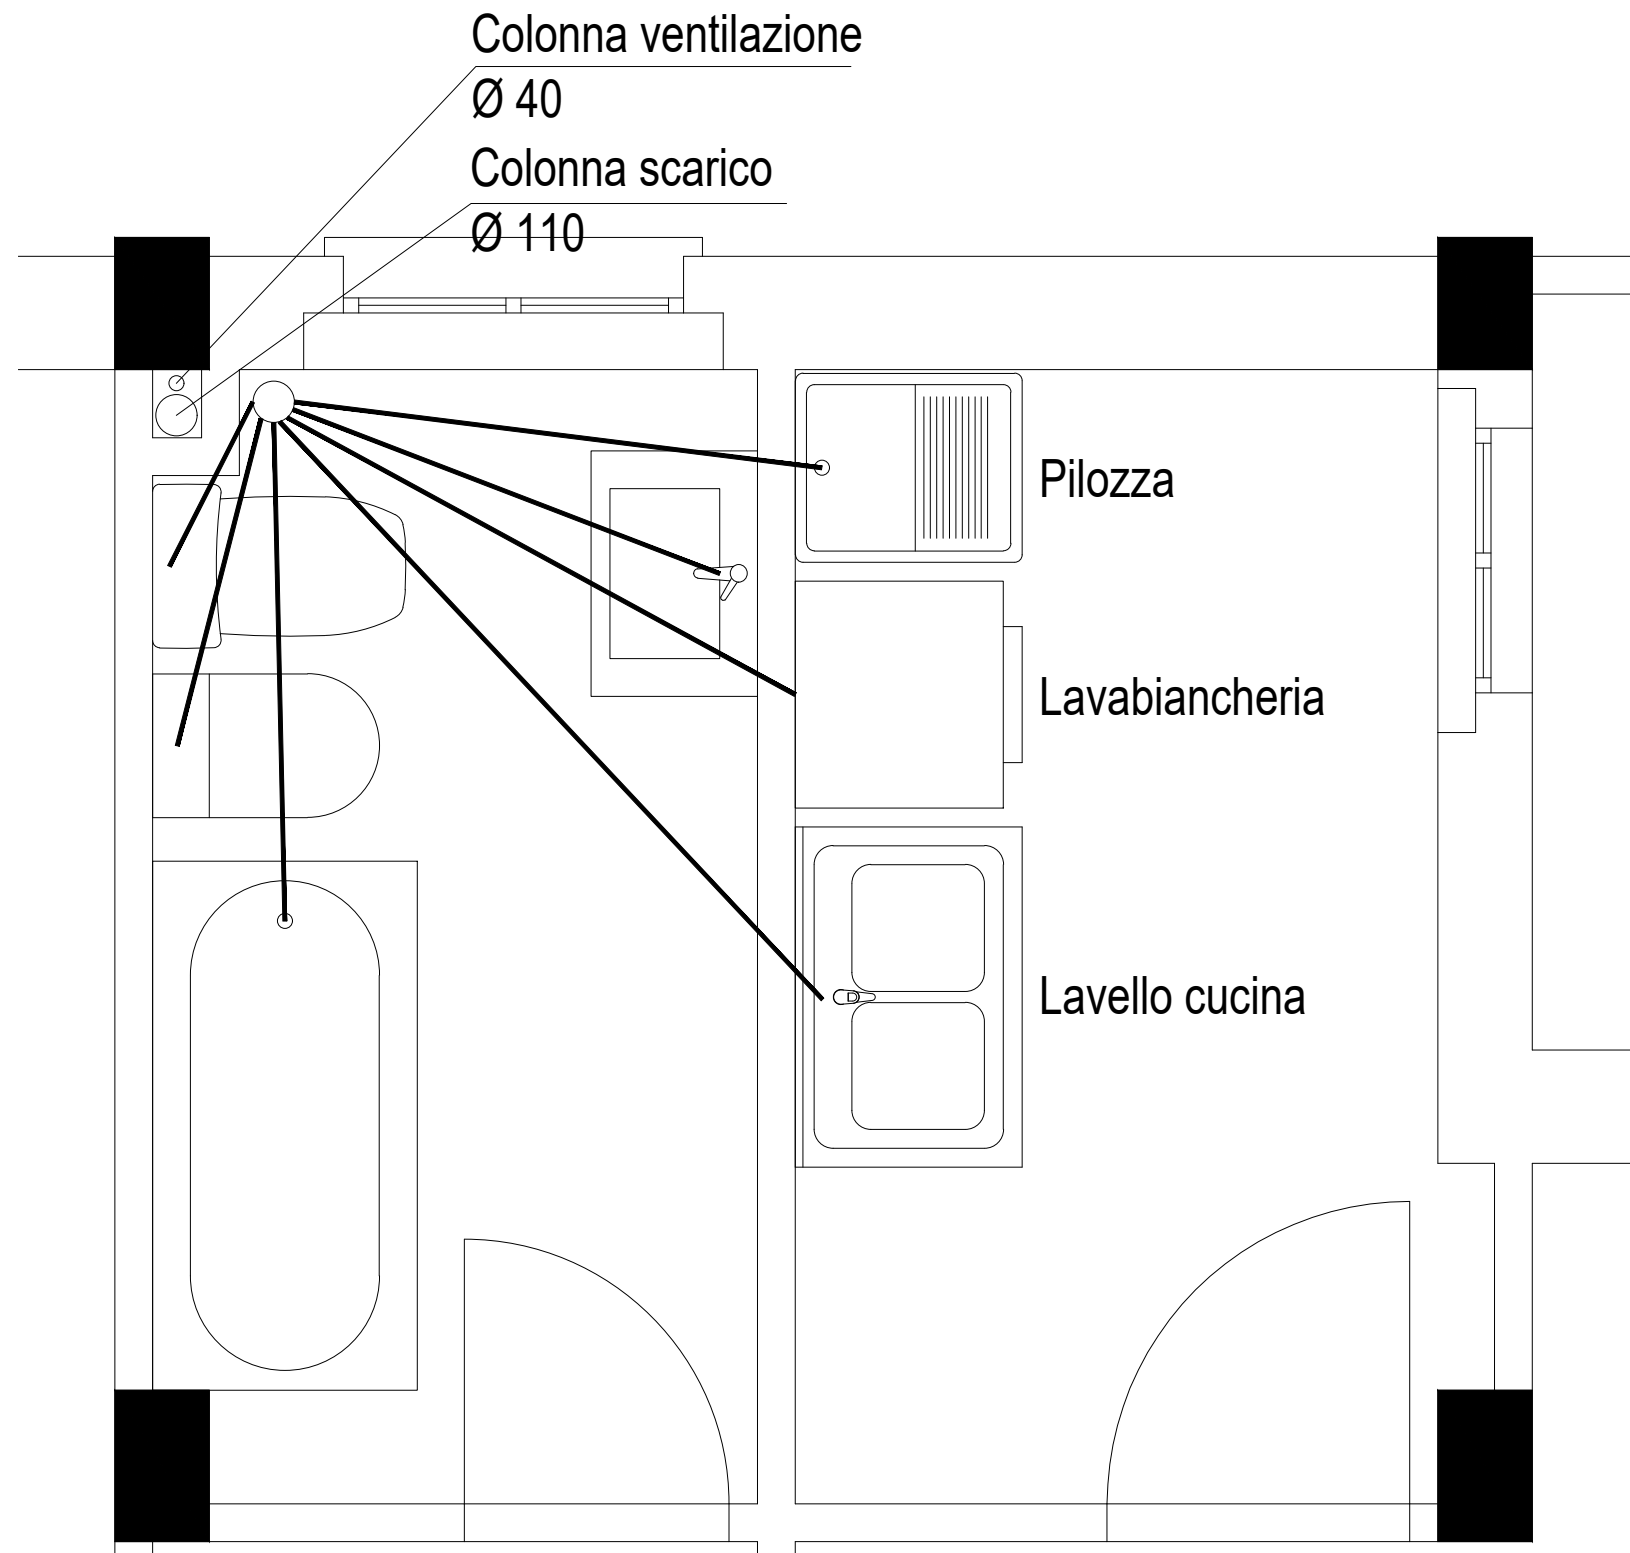 Colonna ventilazione
Ø 40
Colonna scarico
Ø 110
Pilozza
Lavabiancheria
Lavello cucina